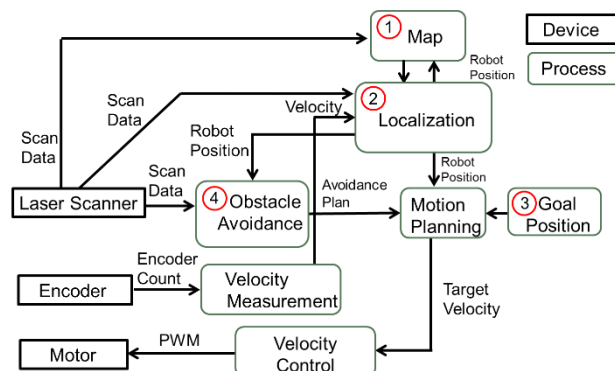 1 Map
Device
Process
Robot
Position
2 Localization
Velocity
Scan
Data
Scan
Data
Robot
Position
Scan
Data
Robot
Position
Laser Scanner
4 Obstacle
Avoidance
Avoidance
Plan
Motion
Planning
3 Goal
Position
Encoder
Count
Encoder
Velocity
Measurement
Target
Velocity
Motor
PWM
Velocity
Control